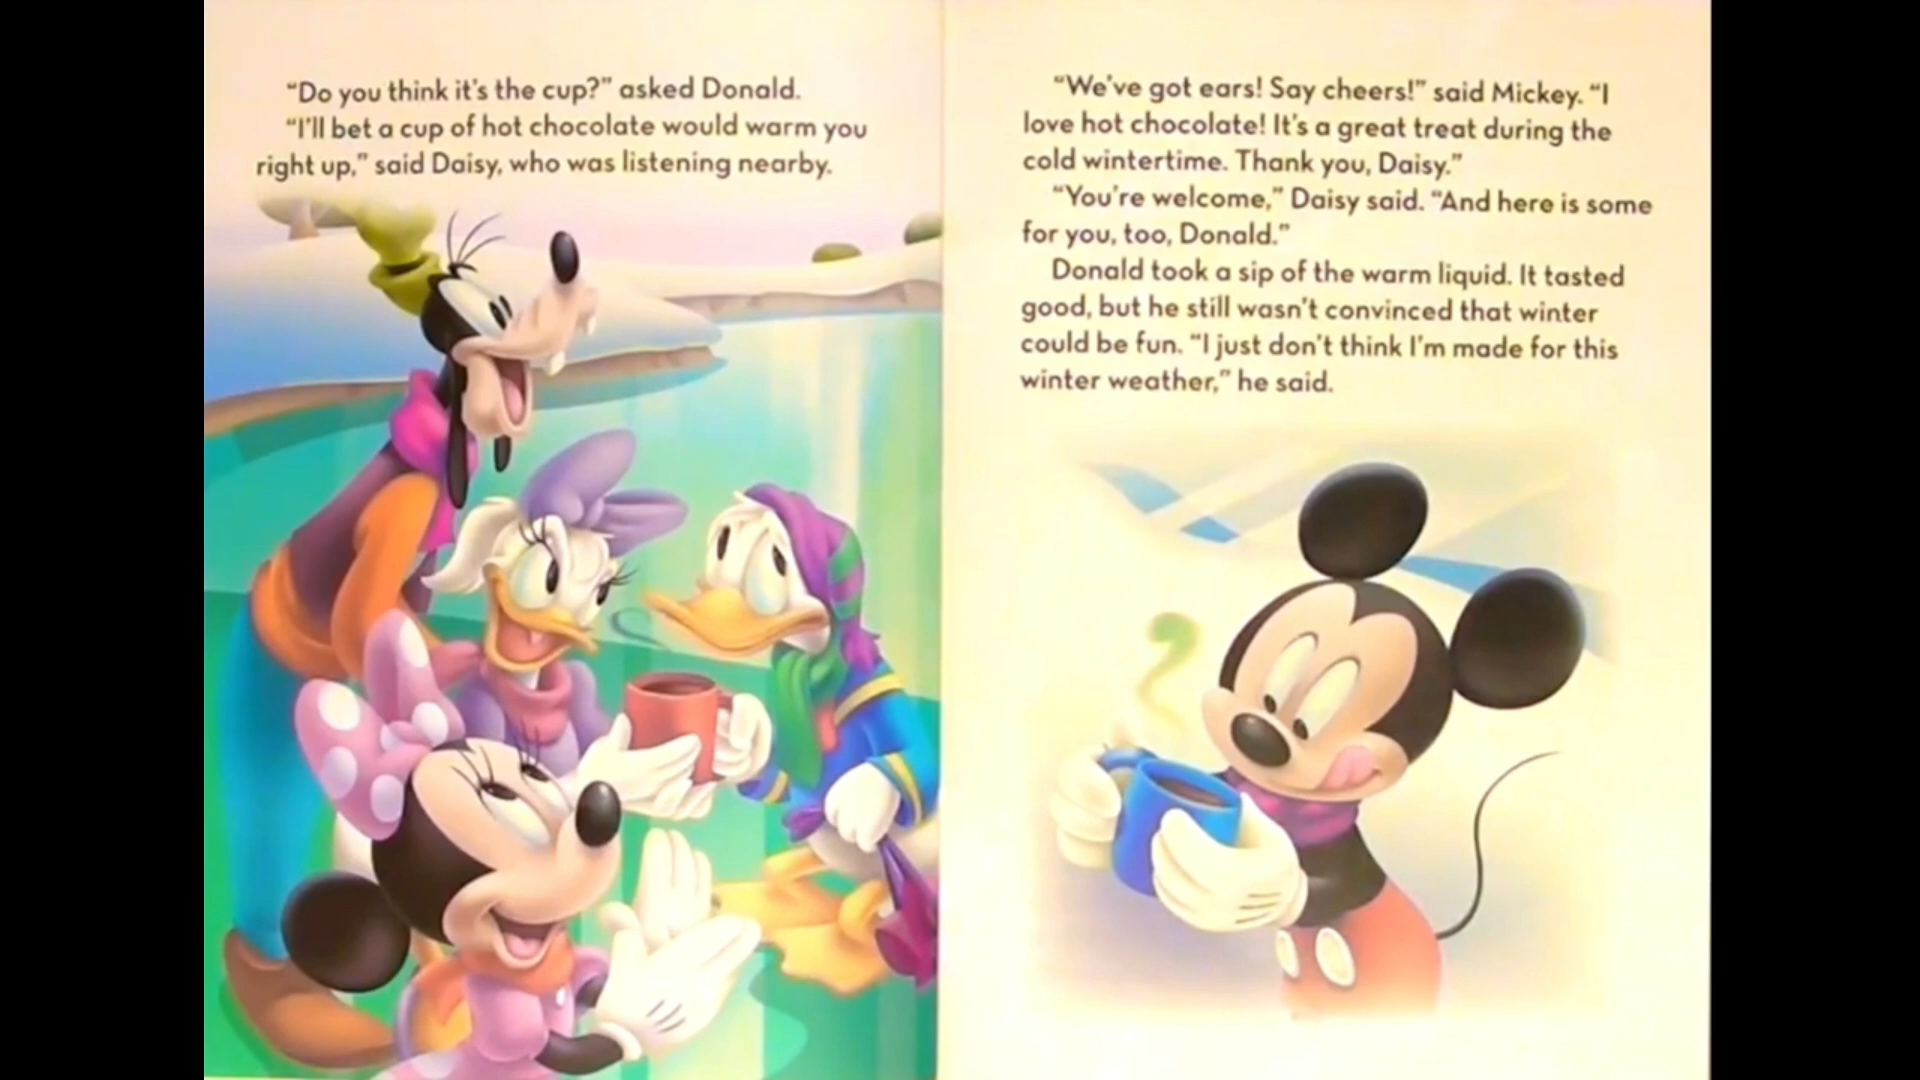 “Do you think it’s the cup?” asked Donald.
“I’ll bet a cup of hot chocolate would warm you
right up,” said Daisy, who was listening nearby.
“We’ve got ears! Say cheers!” said Mickey. “I
love hot chocolate! It’s a great treat during the
cold wintertime. Thank you, Daisy.”
“You’re welcome,” Daisy said. “And here is some
for you, too, Donald.”
Donald took a sip of the warm liquid. It tasted
good, but he still wasn’t convinced that winter
could be fun. “I just don’t think I’m made for this
winter weather,” he said.